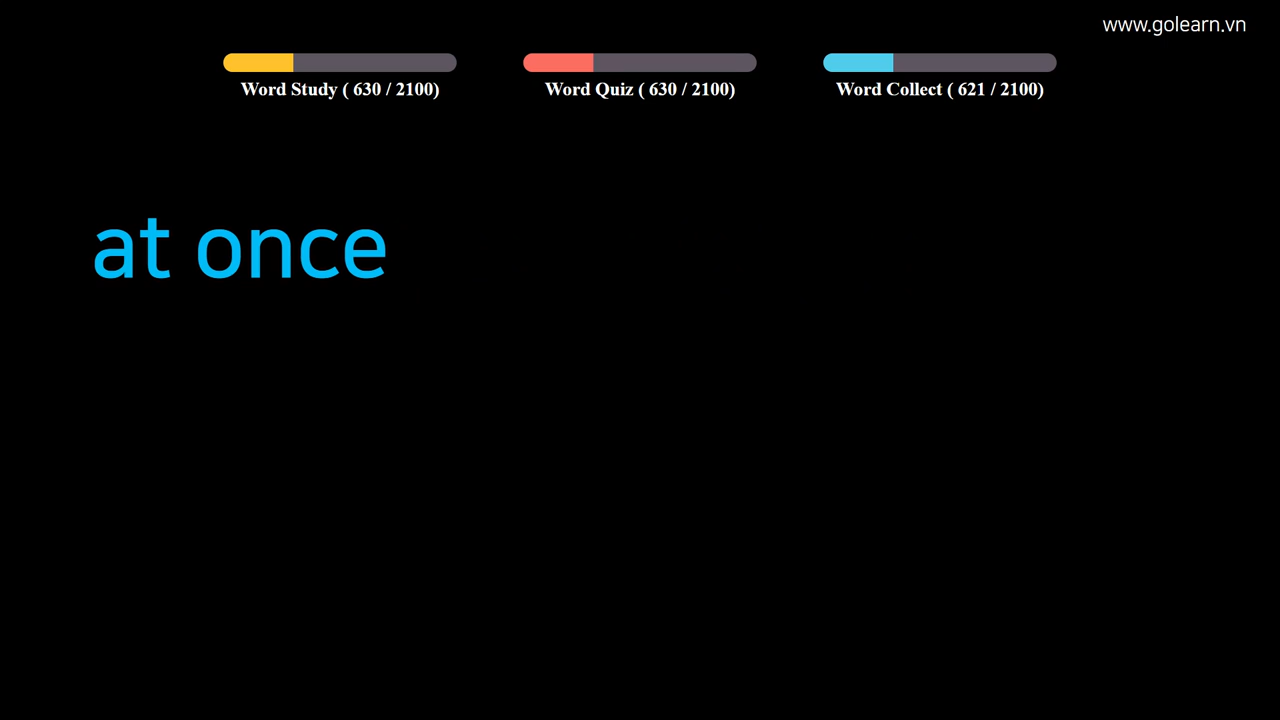 www.golearn.vn
Word Study ( 630 / 2100)
Word Quiz ( 630 / 2100)
Word Collect ( 621 / 2100)
at once